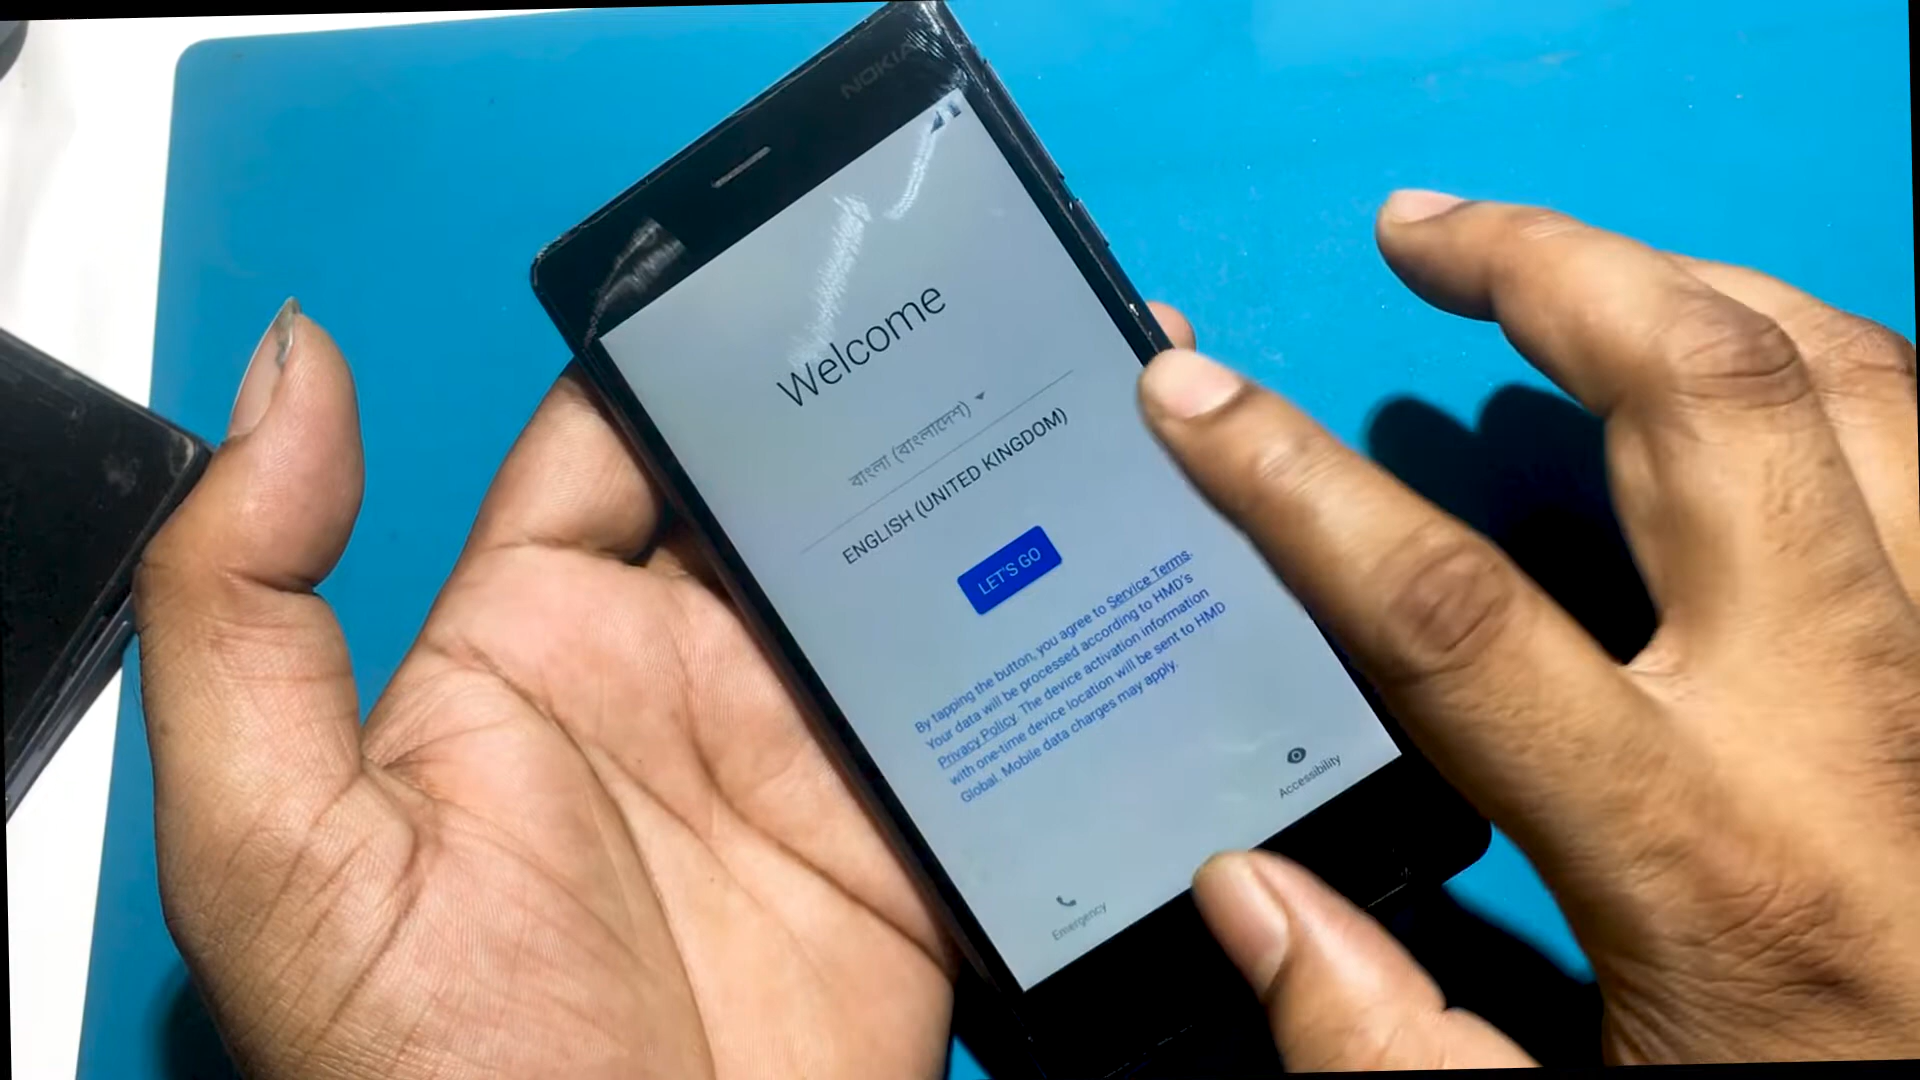 NOKIA
Welcome
বাংলা (বাংলাদেশ)
ENGLISH (UNITED KINGDOM)
LET'S GO
By tapping the button, you agree to Service Terms.
Your data will be processed according to HMD's
Privacy Policy. The device activation information
with one-time device location will be sent to HMD
Global. Mobile data charges may apply.
Emergency
Accessibility